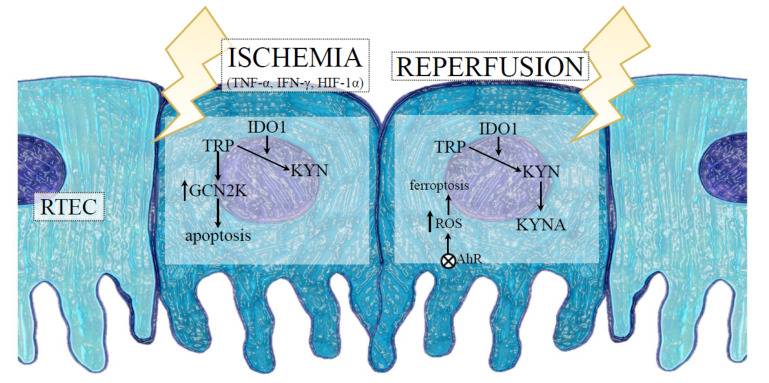 ISCHEMIA
(TNF-α, IFN-γ, HIF-1α)
REPERFUSION
RTEC
IDO1
TRP
KYN
GCN2K
apoptosis
IDO1
TRP
KYN
ferroptosis
ROS
KYNA
AhR